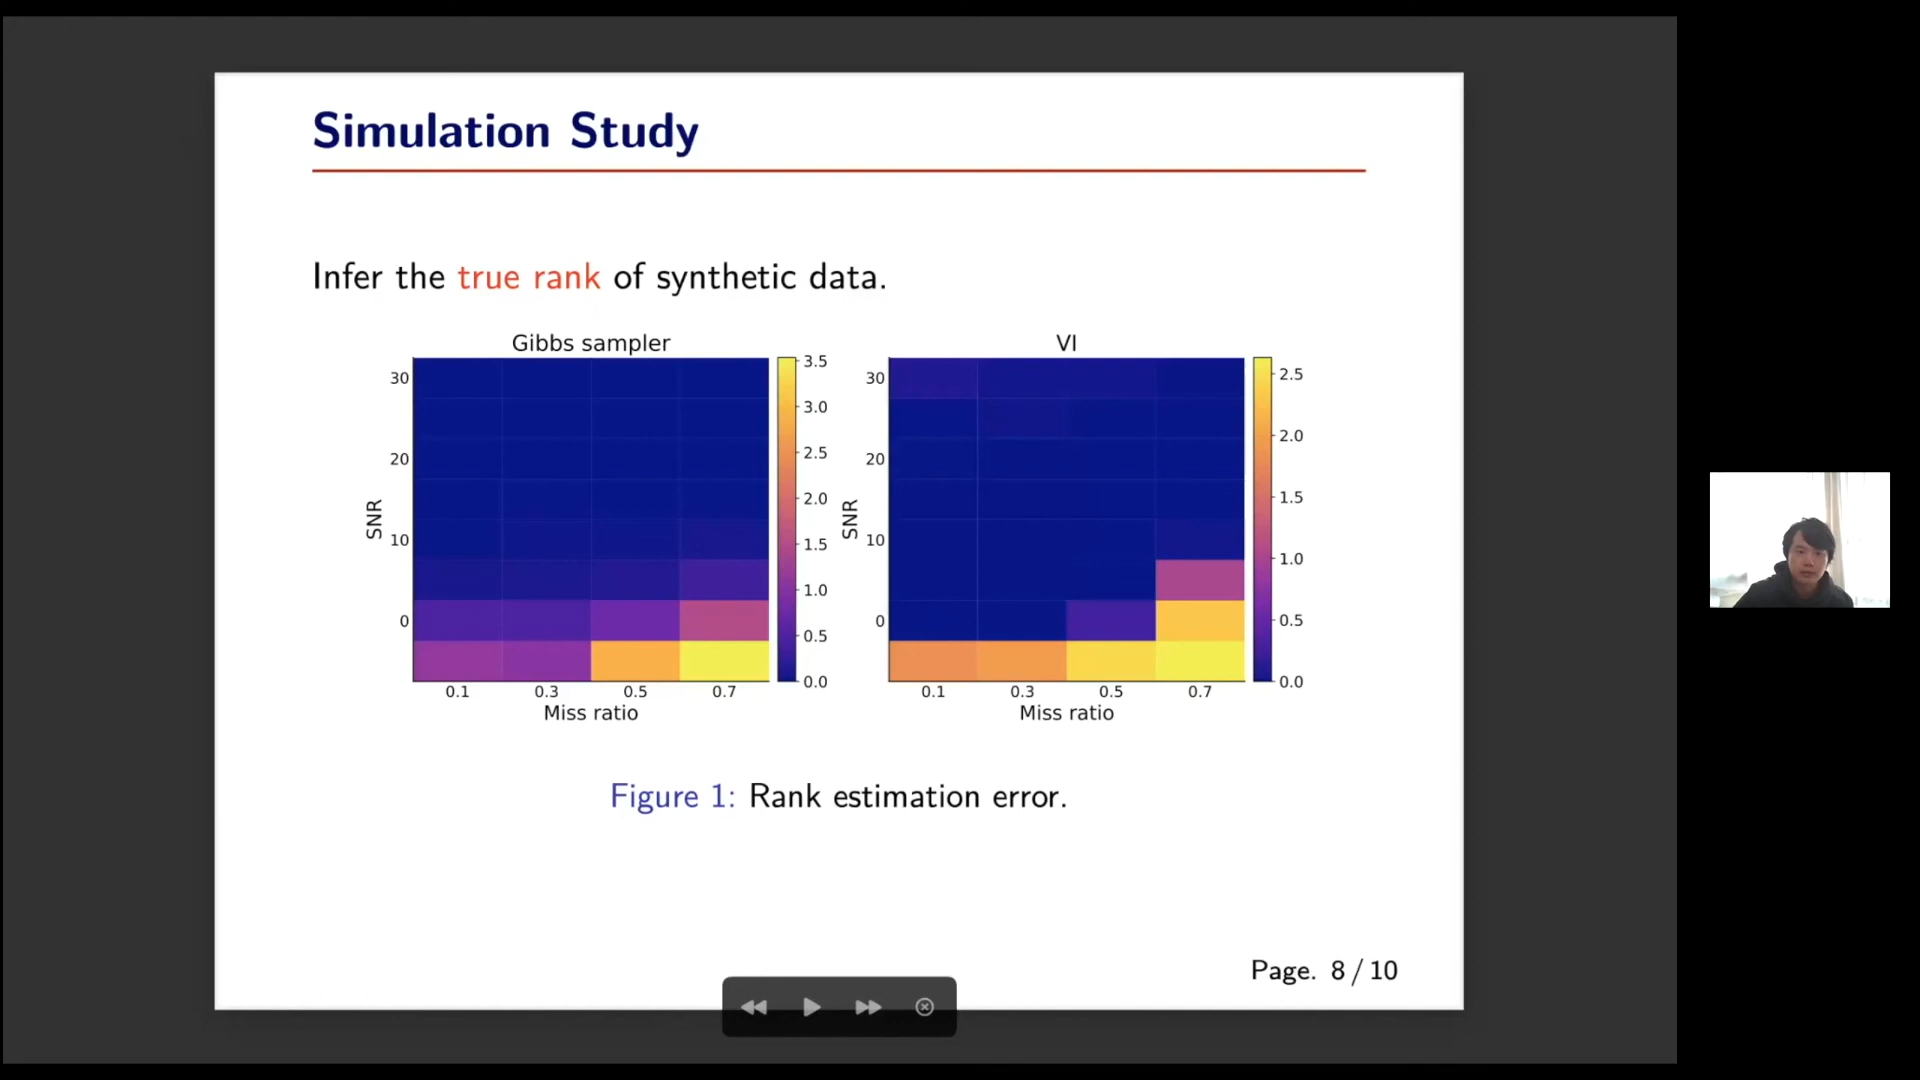 Simulation Study
Infer the true rank of synthetic data.
Gibbs sampler
VI
30
20
10
0
SNR
0.1 0.3 0.5 0.7
Miss ratio
3.5
3.0
2.5
2.0
1.5
1.0
0.5
0.0
30
20
10
0
SNR
0.1 0.3 0.5 0.7
Miss ratio
2.5
2.0
1.5
1.0
0.5
0.0
Figure 1: Rank estimation error.
Page. 8 / 10